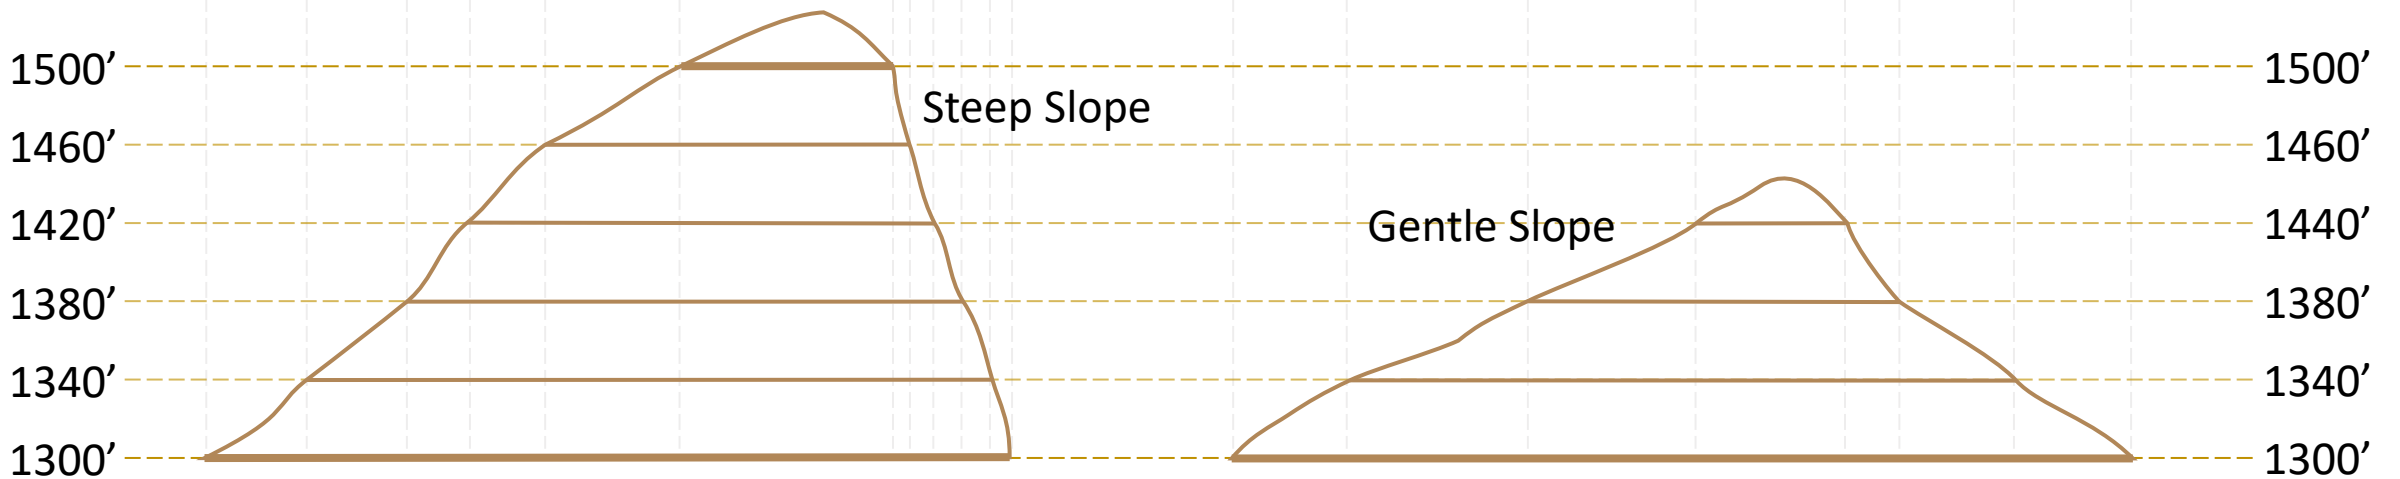 1500’ 1500’
Steep Slope
1460’ 1460’
1420’ Gentle Slope 1440’
1380’ 1380’
1340’ 1340’
1300’ 1300’